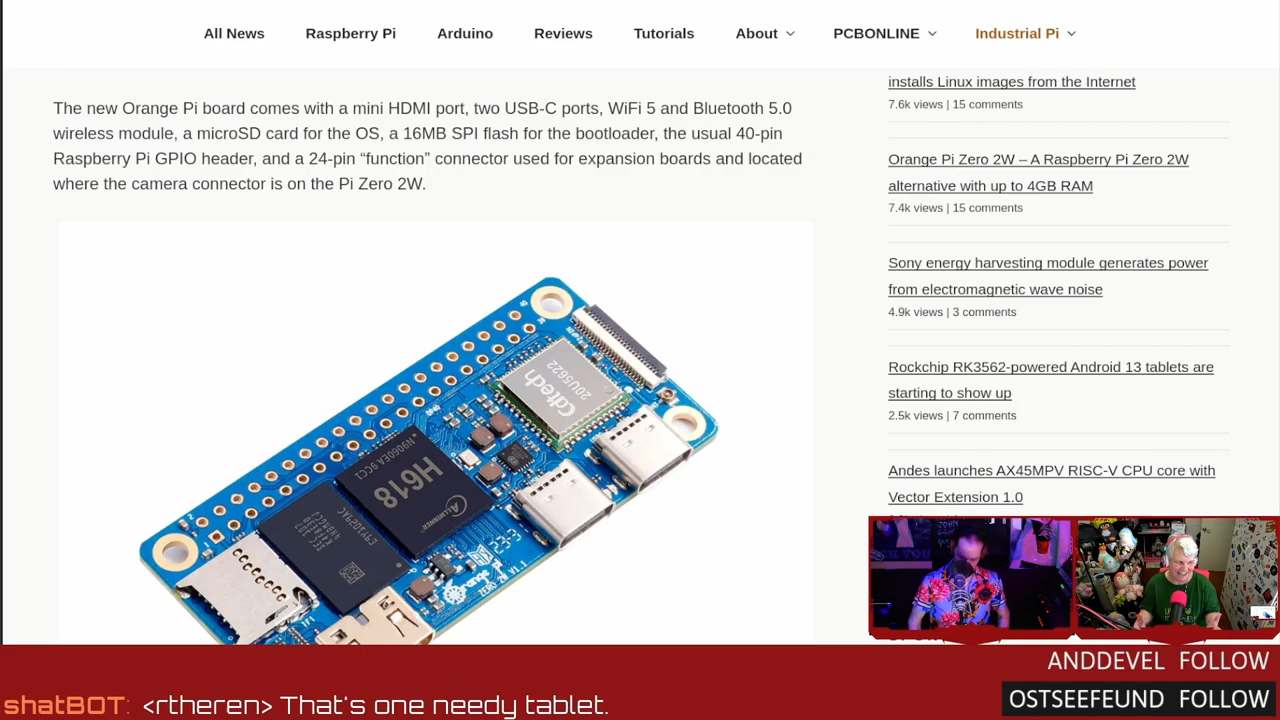 All News
Raspberry Pi
Arduino
Reviews
Tutorials
About
PCBONLINE
Industrial Pi
The new Orange Pi board comes with a mini HDMI port, two USB-C ports, WiFi 5 and Bluetooth 5.0
wireless module, a microSD card for the OS, a 16MB SPI flash for the bootloader, the usual 40-pin
Raspberry Pi GPIO header, and a 24-pin “function” connector used for expansion boards and located
where the camera connector is on the Pi Zero 2W.
Cdtech
20U5622
H618
N9060EA 9CC1
ALLWINNER
installs Linux images from the Internet
7.6k views | 15 comments
Orange Pi Zero 2W – A Raspberry Pi Zero 2W
alternative with up to 4GB RAM
7.4k views | 15 comments
Sony energy harvesting module generates power
from electromagnetic wave noise
4.9k views | 3 comments
Rockchip RK3562-powered Android 13 tablets are
starting to show up
2.5k views | 7 comments
Andes launches AX45MPV RISC-V CPU core with
Vector Extension 1.0
ANDDEVEL FOLLOW
OSTSEEFEUND FOLLOW
shatBOT: <rtheren> That's one needy tablet.